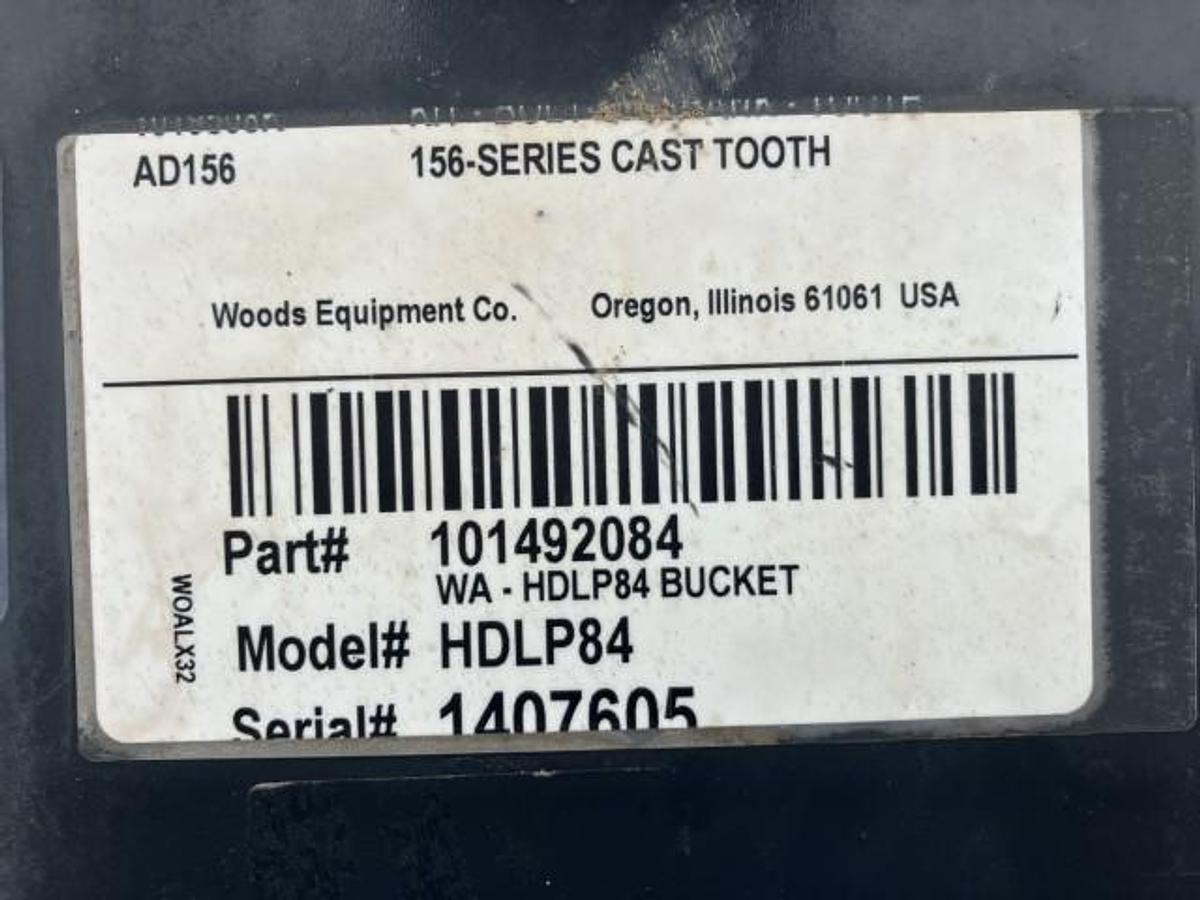 AD156 156-SERIES CAST TOOTH
Woods Equipment Co. Oregon, Illinois 61061 USA
Part# 101492084
WA - HDLP84 BUCKET
Model# HDLP84
Serial# 1407605
WOALX32